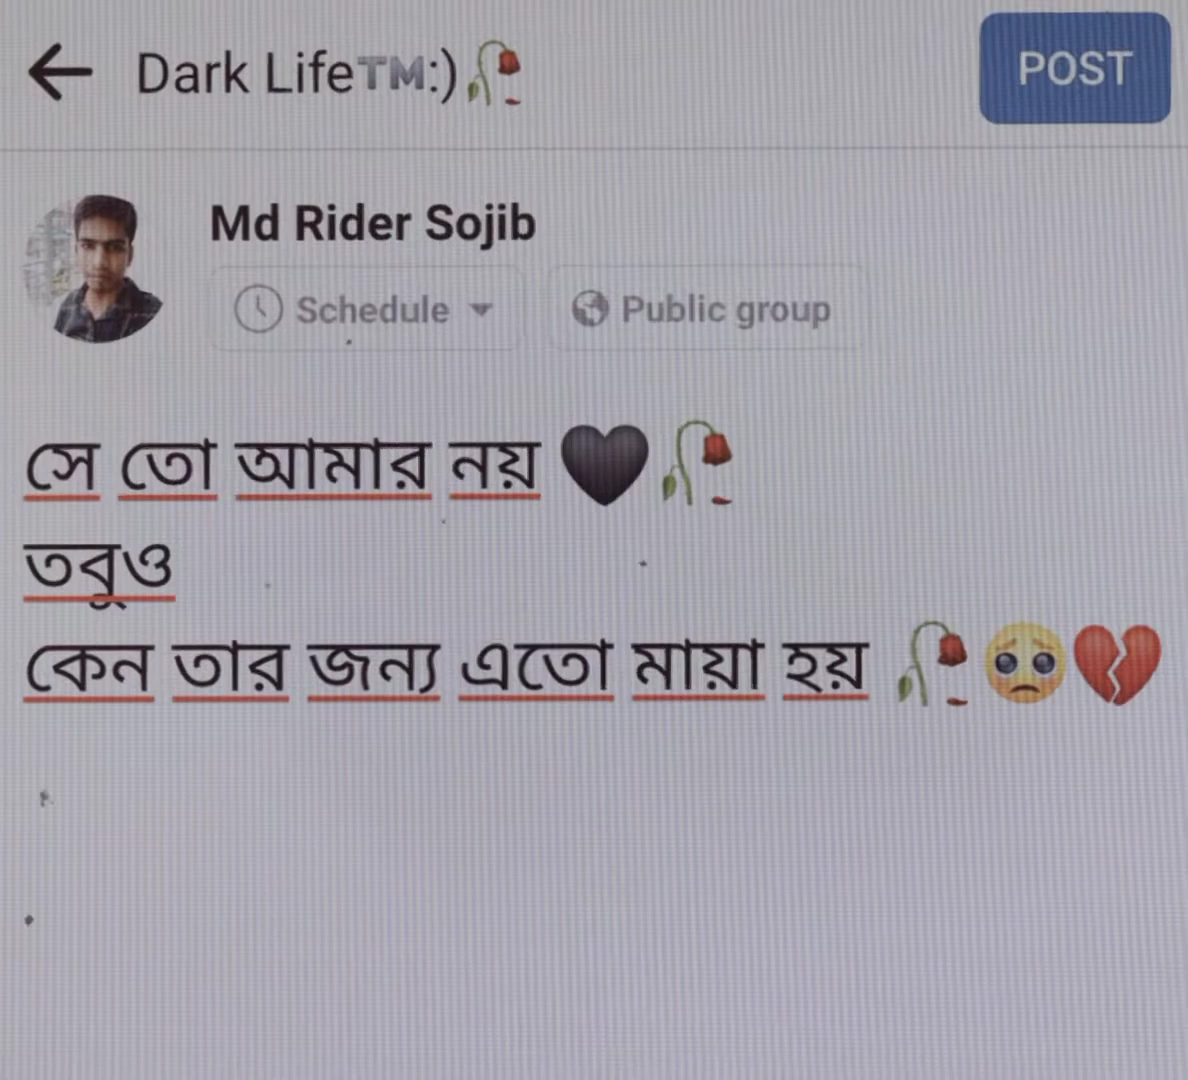 Dark Life™:)🥀
POST
Md Rider Sojib
Schedule
Public group
সে তো আমার নয় 🖤🥀
তবুও
কেন তার জন্য এতো মায়া হয় 🥀🥺💔